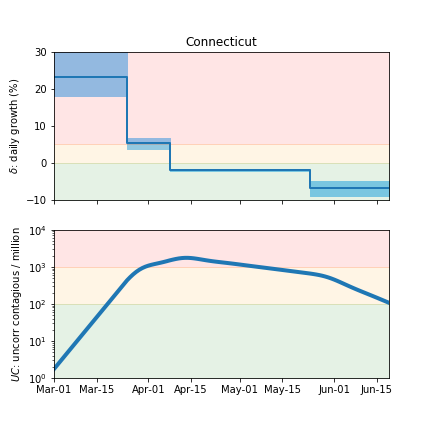 Connecticut
δ: daily growth (%)
30
20
10
0
−10
UC: uncorr contagious / million
10⁴
10³
10²
10¹
10⁰
Mar-01 Mar-15 Apr-01 Apr-15 May-01 May-15 Jun-01 Jun-15